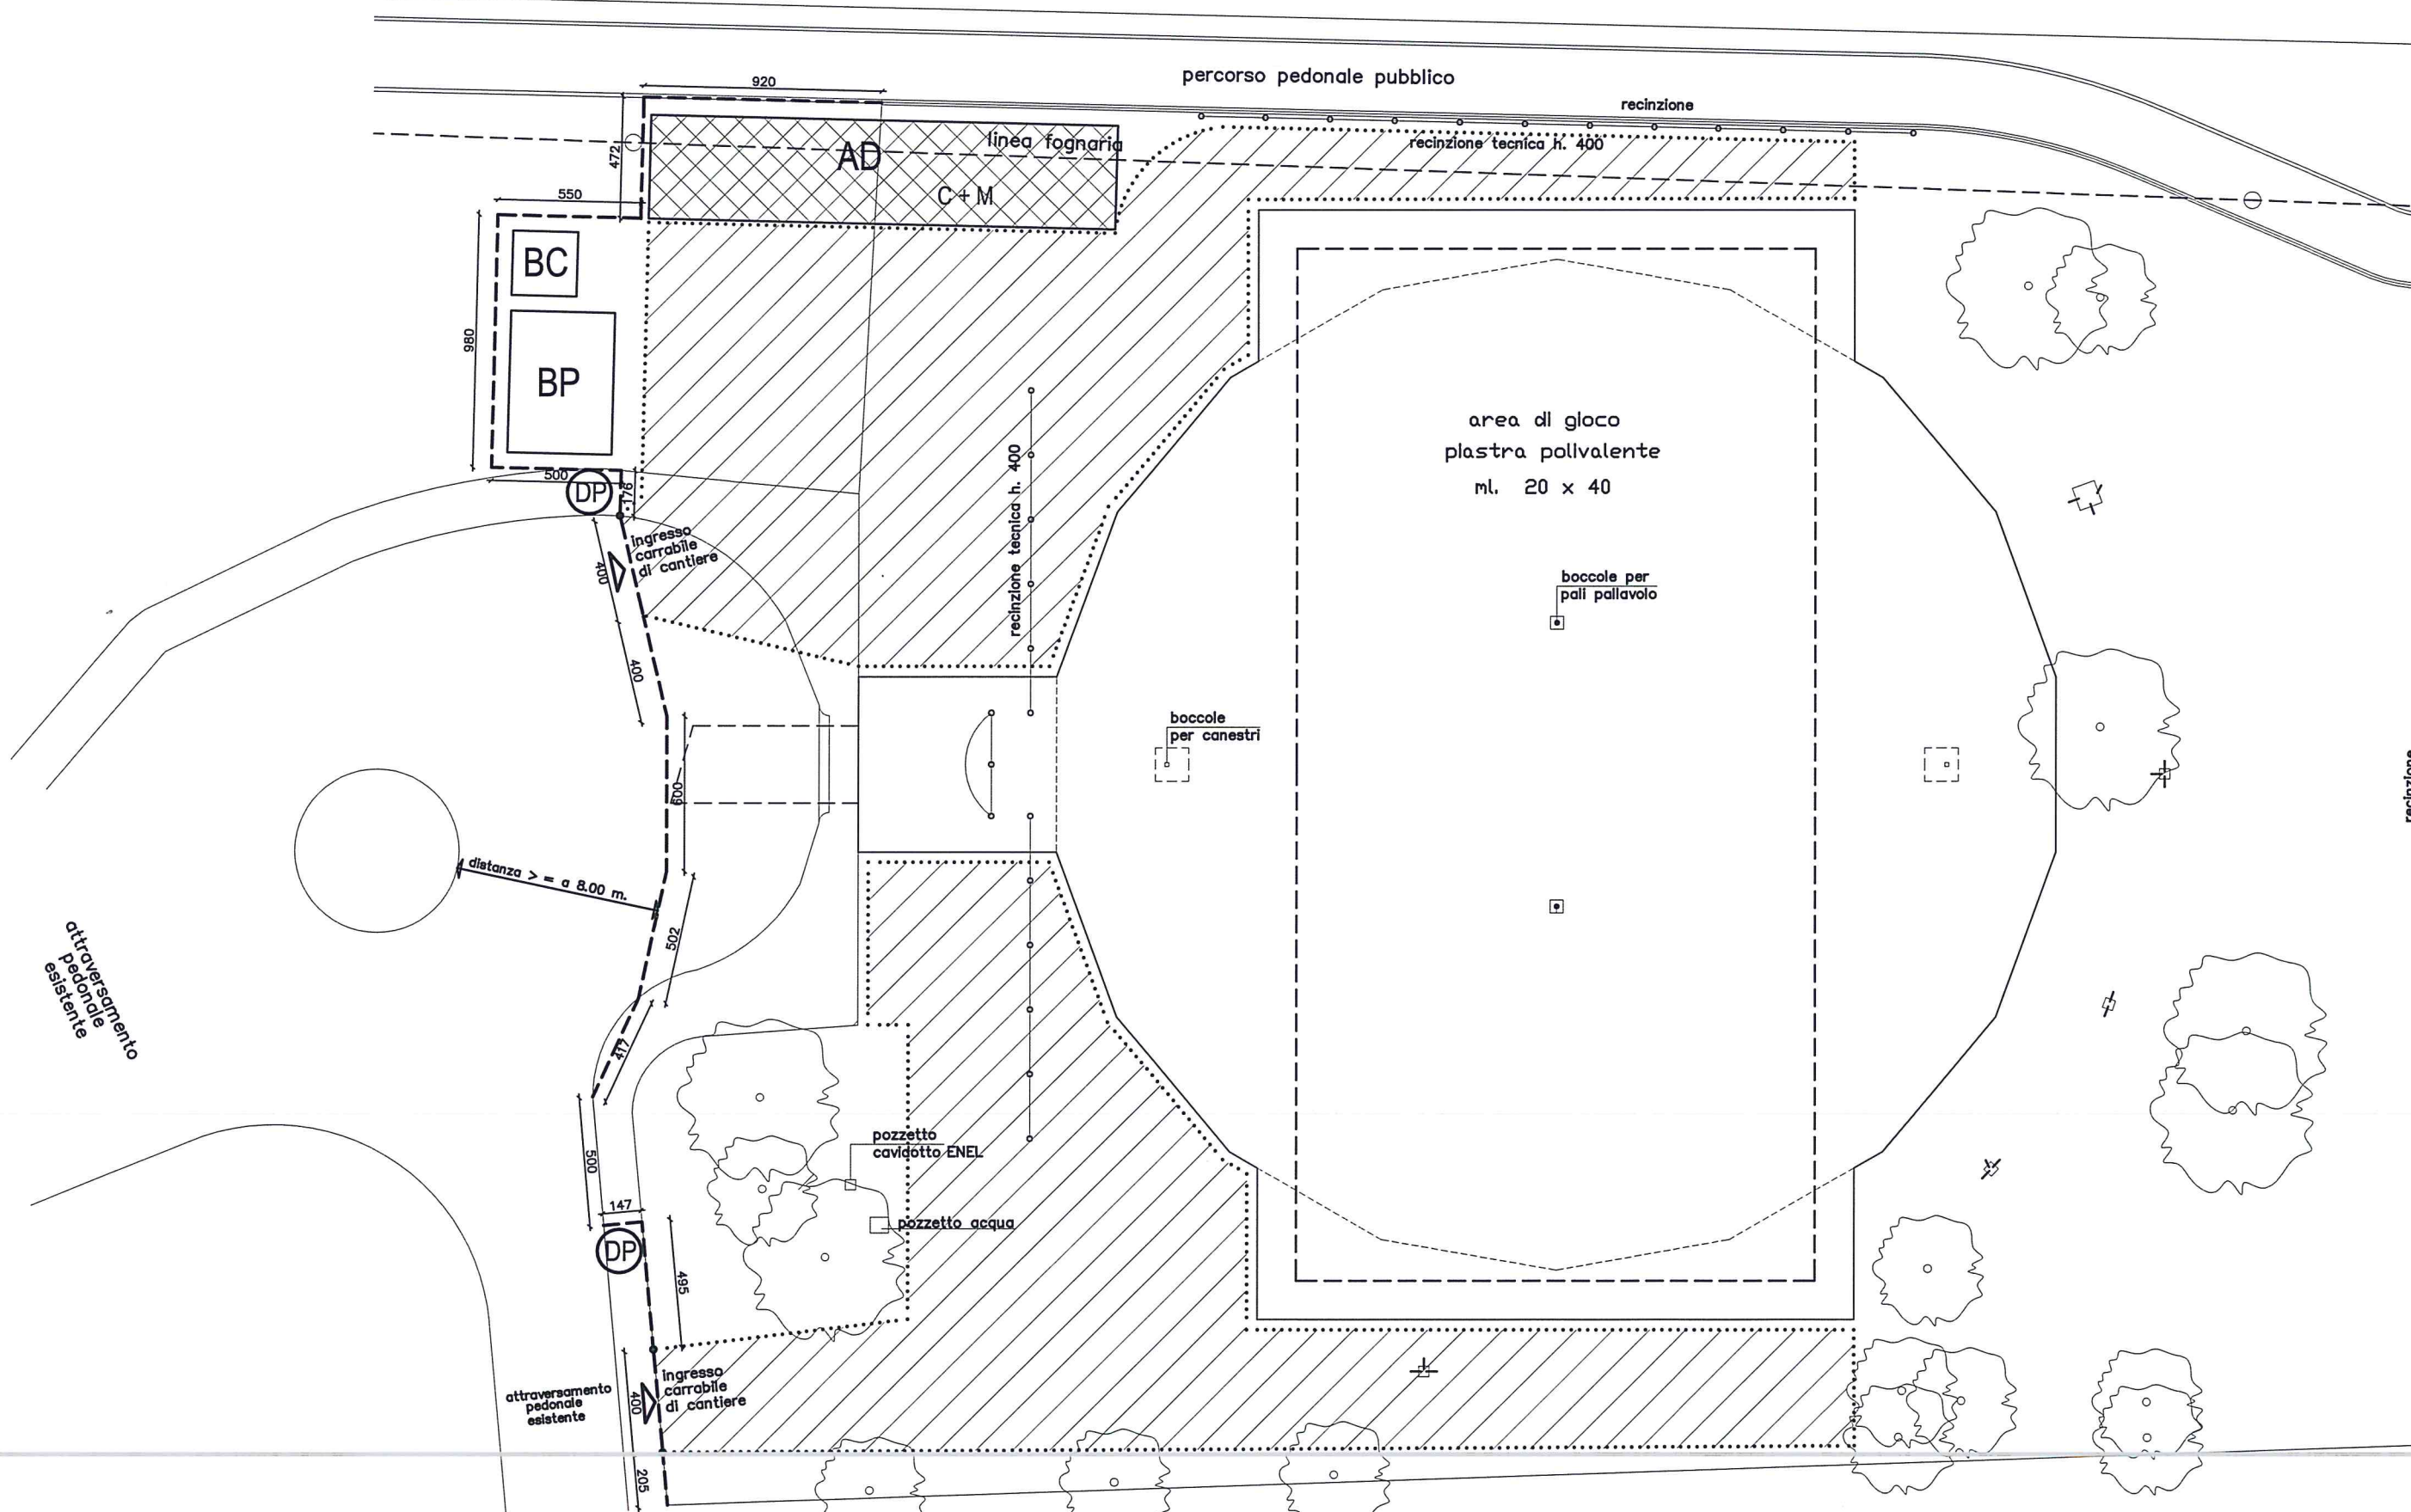 920
percorso pedonale pubblico
recinzione
linea fognaria
recinzione tecnica h. 400
AD
C + M
472
550
BC
980
BP
500
DP
176
ingresso
carrabile
di cantiere
400
400
recinzione tecnica h. 400
area di gioco
piastra polivalente
ml. 20 x 40
boccole per
pali pallavolo
boccole
per canestri
600
distanza > = a 8.00 m.
502
417
attraversamento
pedonale
esistente
recinzione
pozzetto
cavidotto ENEL
pozzetto acqua
500
147
DP
495
ingresso
carrabile
di cantiere
400
attraversamento
pedonale
esistente
205